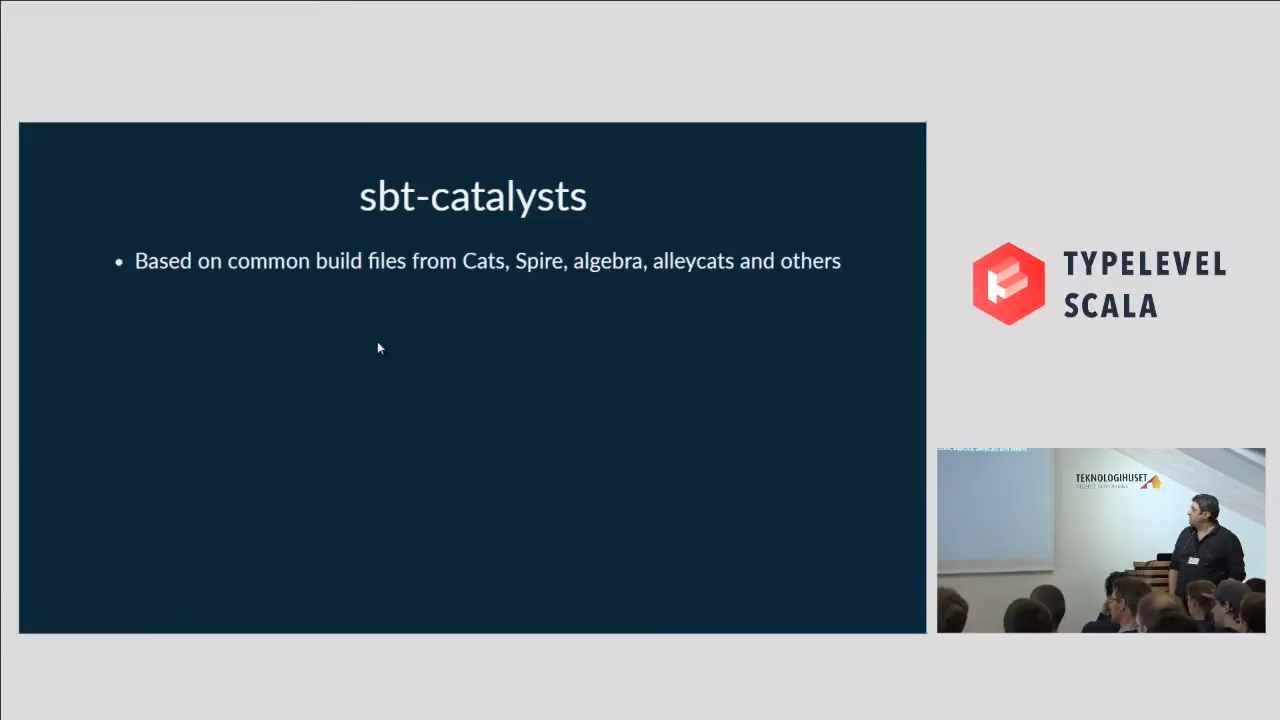 sbt-catalysts
• Based on common build files from Cats, Spire, algebra, alleycats and others
TYPELEVEL
SCALA
TEKNOLOGIHUSET